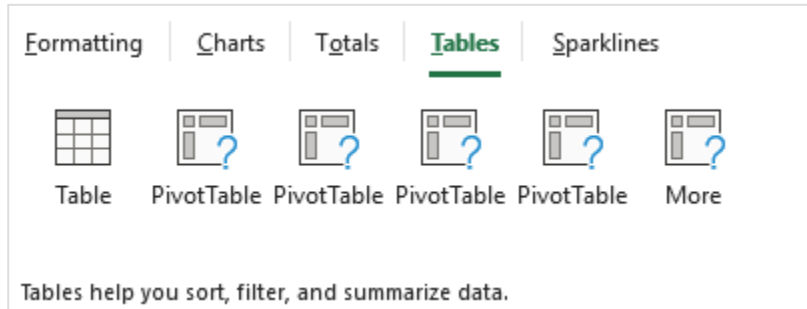 Formatting Charts Totals Tables Sparklines
? ? ? ? ?
Table PivotTable PivotTable PivotTable PivotTable More
Tables help you sort, filter, and summarize data.